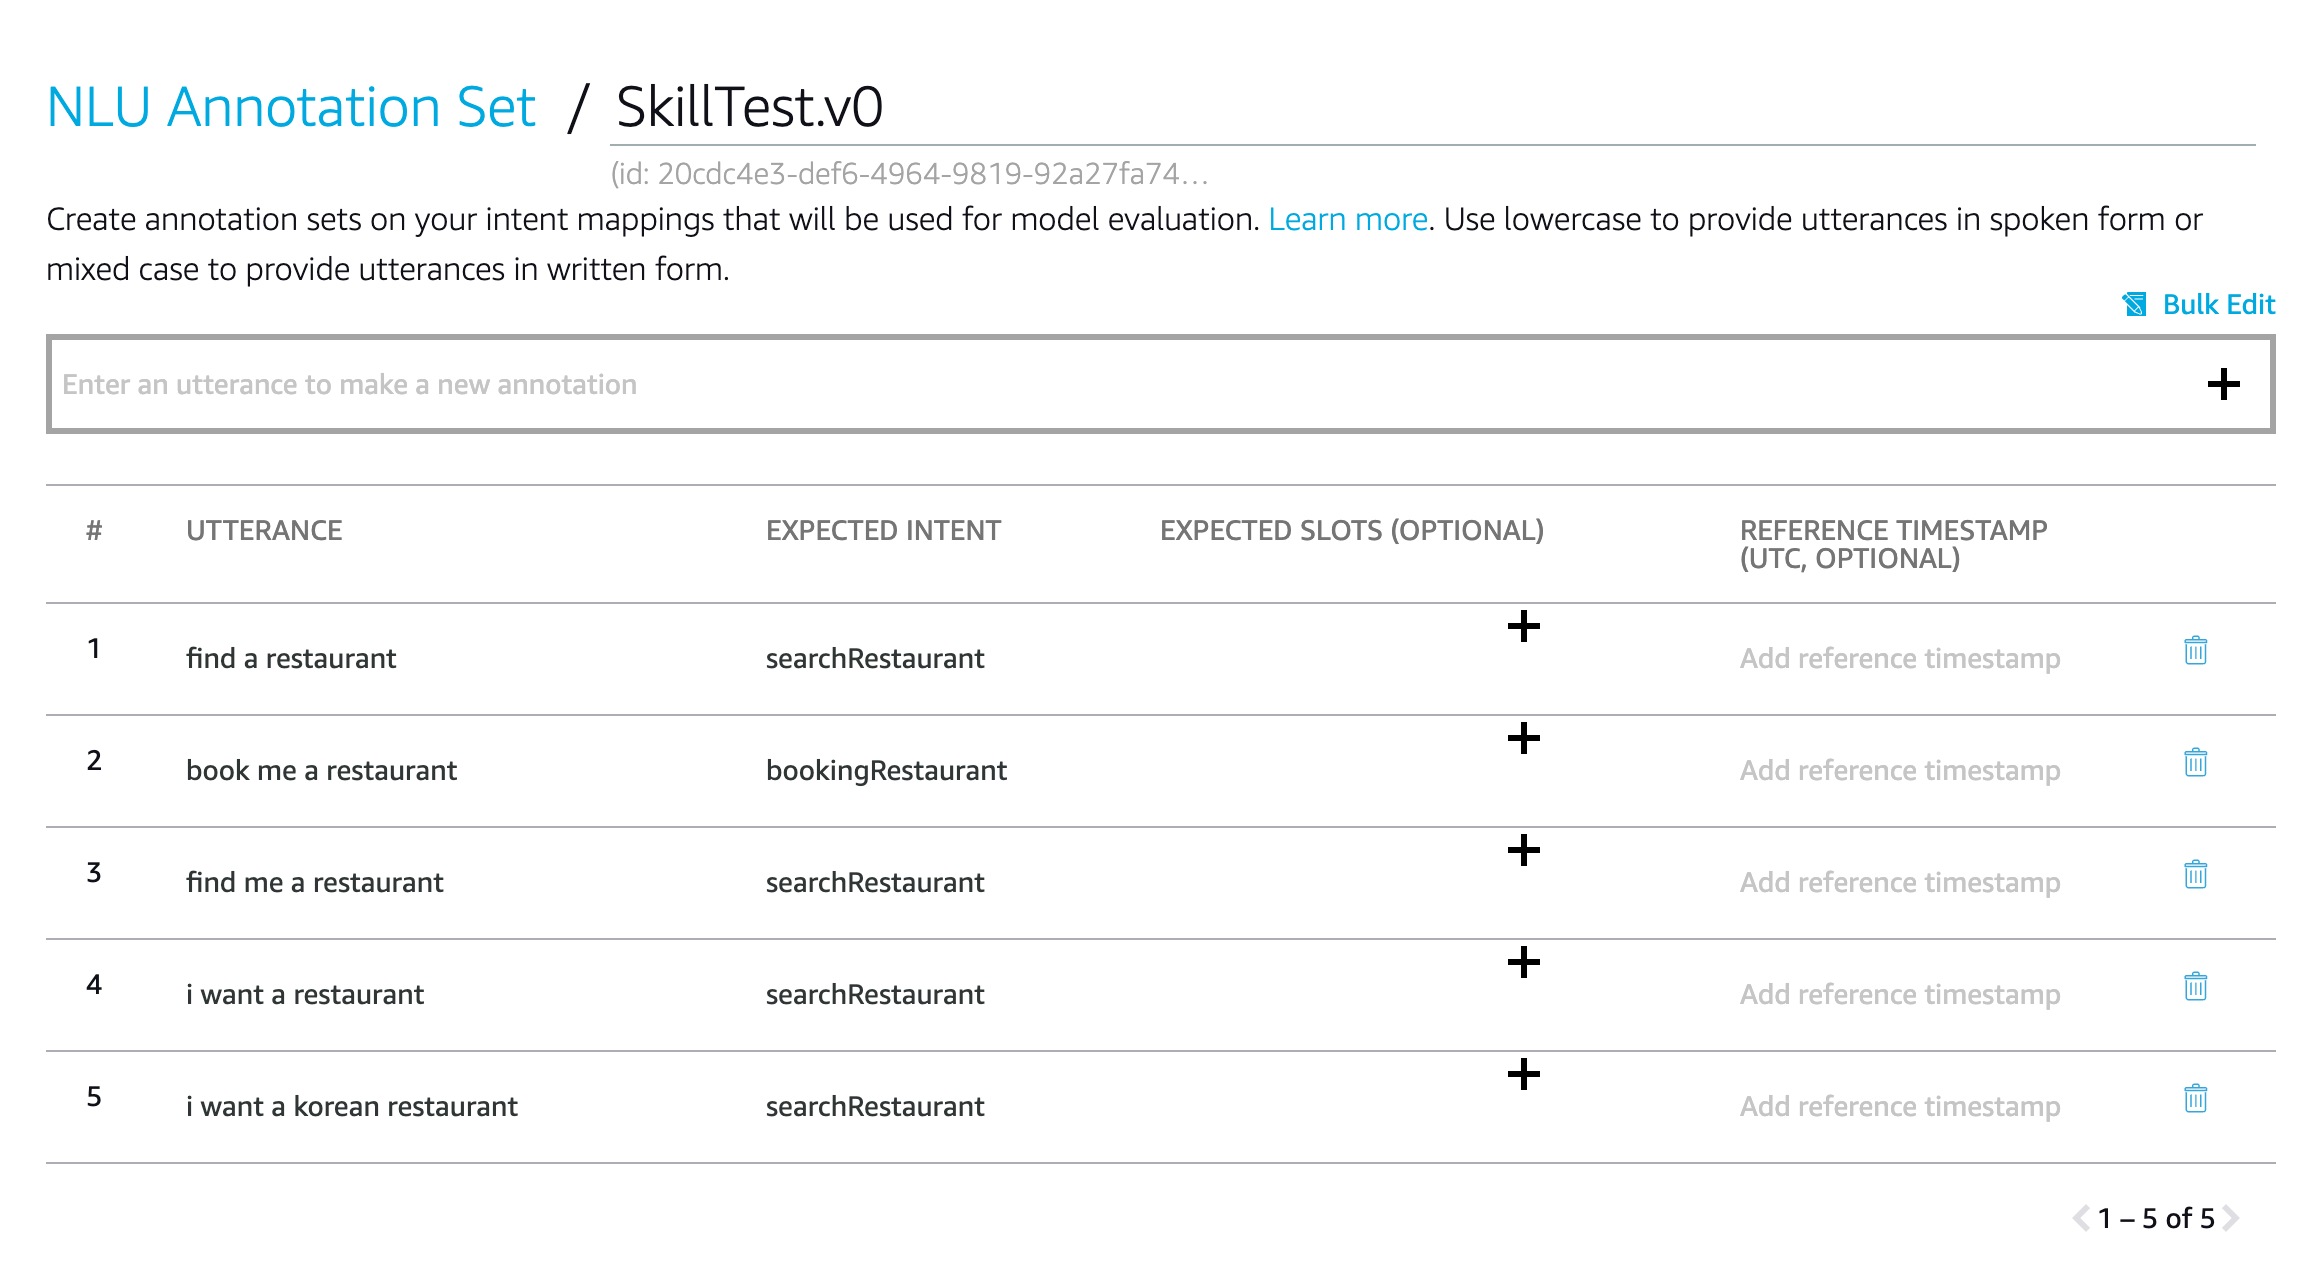 NLU Annotation Set / SkillTest.v0
(id: 20cdc4e3-def6-4964-9819-92a27fa74...
Create annotation sets on your intent mappings that will be used for model evaluation. Learn more. Use lowercase to provide utterances in spoken form or
mixed case to provide utterances in written form.
Bulk Edit
Enter an utterance to make a new annotation
# UTTERANCE EXPECTED INTENT EXPECTED SLOTS (OPTIONAL) REFERENCE TIMESTAMP
(UTC, OPTIONAL)
1 find a restaurant searchRestaurant Add reference timestamp
2 book me a restaurant bookingRestaurant Add reference timestamp
3 find me a restaurant searchRestaurant Add reference timestamp
4 i want a restaurant searchRestaurant Add reference timestamp
5 i want a korean restaurant searchRestaurant Add reference timestamp
1 – 5 of 5